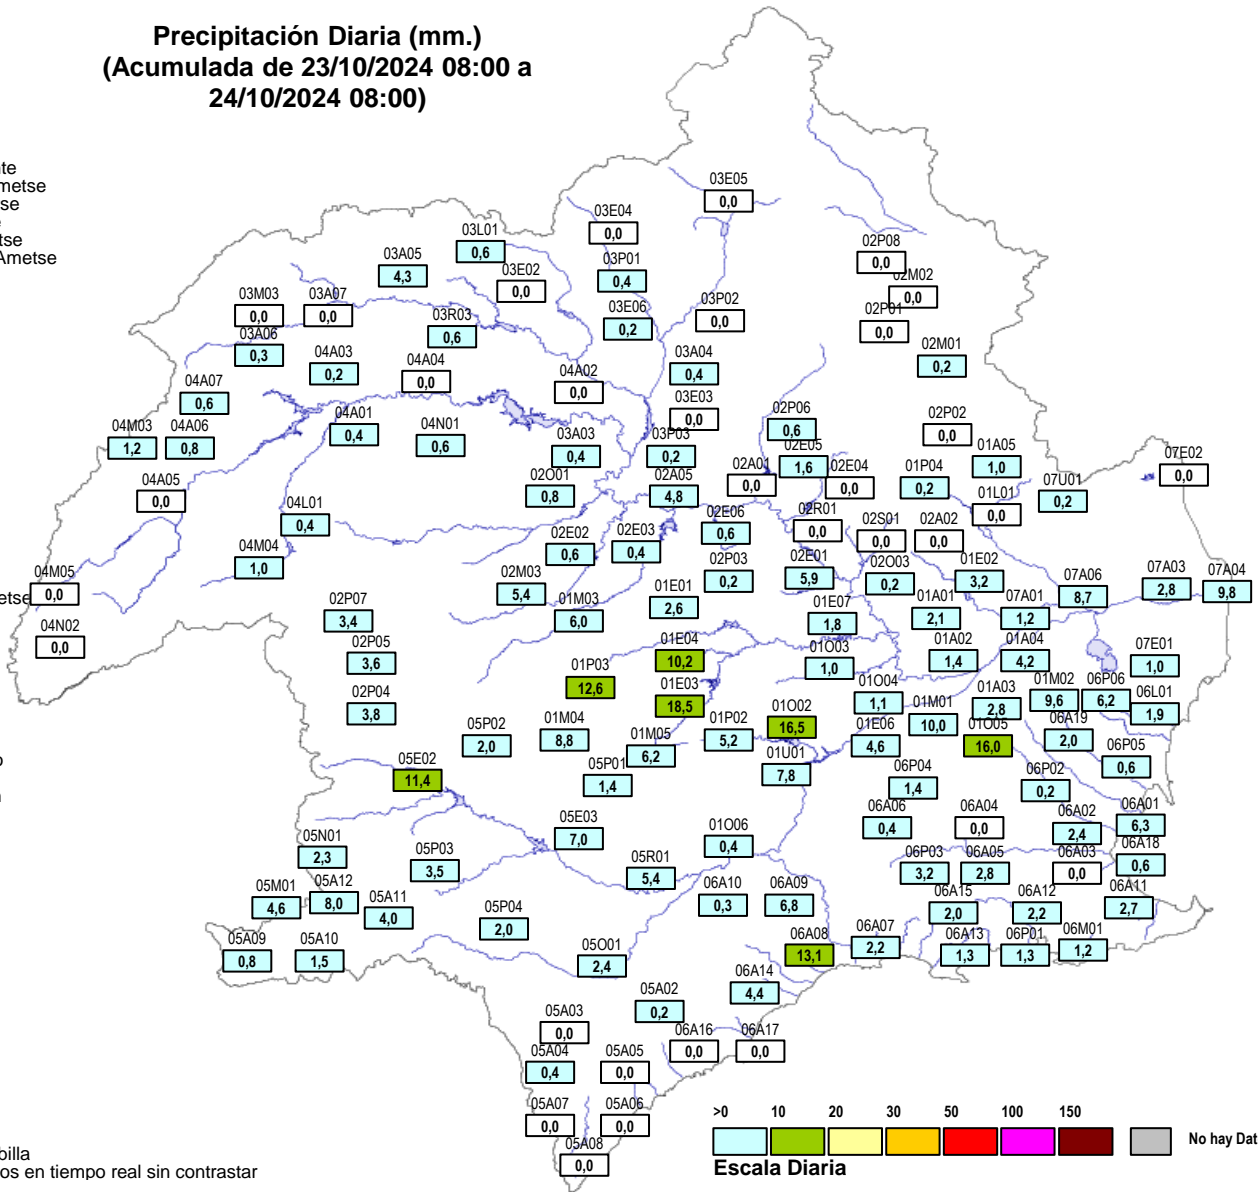 Precipitación Diaria (mm.)
(Acumulada de 23/10/2024 08:00 a
24/10/2024 08:00)
nte
metse
tse
e
tse
Ametse
03E05
0,0
03E04
0,0
03L01
0,6
03A05
4,3
03E02
0,0
03P01
0,4
02P08
0,0
02M02
0,0
03M03
0,0
03A07
0,0
03R03
0,6
03E06
0,2
03P02
0,0
02P01
0,0
03A06
0,3
04A03
0,2
04A04
0,0
04A02
0,0
03A04
0,4
02M01
0,2
04A07
0,6
03E03
0,0
04M03
1,2
04A06
0,8
04A01
0,4
04N01
0,6
03A03
0,4
03P03
0,2
02P06
0,6
02P02
0,0
02E05
1,6
01A05
1,0
07E02
0,0
04A05
0,0
02O01
0,8
02A05
4,8
02A01
0,0
02E04
0,0
01P04
0,2
07U01
0,2
04L01
0,4
01L01
0,0
02E06
0,6
02R01
0,0
02S01
0,0
02A02
0,0
04M04
1,0
02E02
0,6
02E03
0,4
04M05
0,0
etse
02M03
5,4
02P03
0,2
02E01
5,9
02O03
0,2
01E02
3,2
07A06
8,7
07A03
2,8
07A04
9,8
04N02
0,0
02P07
3,4
01M03
6,0
01E01
2,6
01E07
1,8
01A01
2,1
07A01
1,2
02P05
3,6
01E04
10,2
01O03
1,0
01A02
1,4
01A04
4,2
07E01
1,0
01P03
12,6
01E03
18,5
01O04
1,1
01M02
9,6
06P06
6,2
02P04
3,8
01A03
2,8
06L01
1,9
05P02
2,0
01M04
8,8
01M05
6,2
01P02
5,2
01O02
16,5
01E06
4,6
01M01
10,0
01O05
16,0
06A19
2,0
05E02
11,4
05P01
1,4
01U01
7,8
06P04
1,4
06P02
0,2
06P05
0,6
05E03
7,0
01O06
0,4
06A06
0,4
06A04
0,0
06A02
2,4
06A01
6,3
05N01
2,3
05P03
3,5
05R01
5,4
06P03
3,2
06A05
2,8
06A03
0,0
06A18
0,6
05M01
4,6
05A12
8,0
05A11
4,0
06A10
0,3
06A09
6,8
06A15
2,0
06A12
2,2
06A11
2,7
05P04
2,0
05A09
0,8
05A10
1,5
05O01
2,4
06A08
13,1
06A07
2,2
06A13
1,3
06P01
1,3
06M01
1,2
05A02
0,2
06A14
4,4
05A03
0,0
06A16
0,0
06A17
0,0
05A04
0,4
05A05
0,0
05A07
0,0
05A06
0,0
05A08
0,0
>0 10 20 30 50 100 150
No hay Dat
Escala Diaria
billa
os en tiempo real sin contrastar